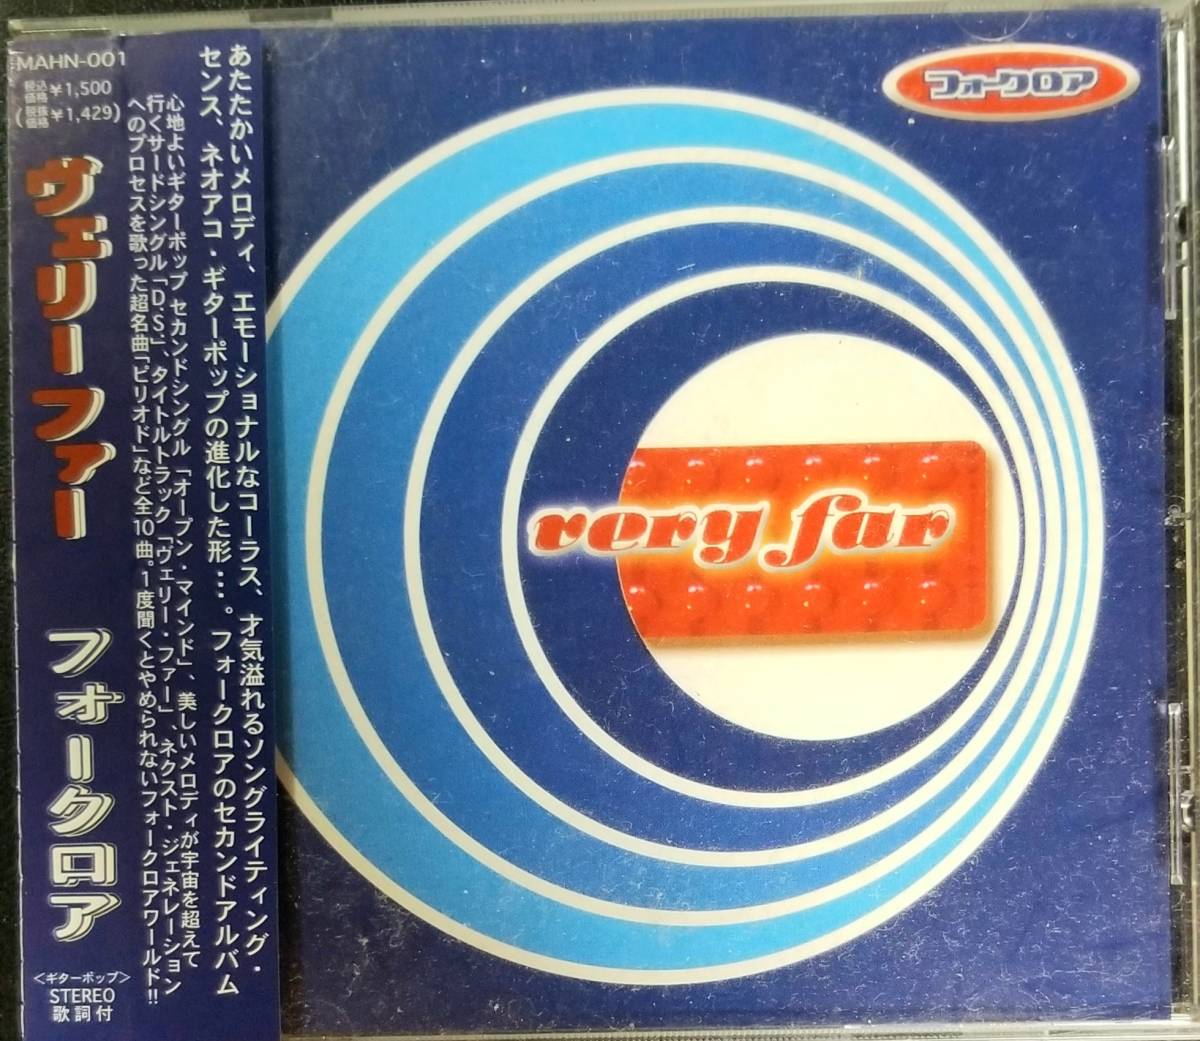 MAHN-001
税込価格 ¥1,500
(税抜価格 ¥1,429)
ヴェリー ファー
フォークロア
<ギターポップ>
STEREO
歌詞付
あたたかいメロディ、エモーショナルなコーラス、才気溢れるソングライティング・
センス、ネオアコ・ギターポップの進化した形…。フォークロアのセカンドアルバム
心地よいギターポップ セカンドシングル「オープン・マインド」、美しいメロディが宇宙を超えて
行くサードシングル「D.S.」、タイトルトラック「ヴェリー・ファー」 ネクスト・ジェネレーション
へのプロセスを歌った超名曲「ピリオド」など全10曲。1度聞くとやめられないフォークロアワールド!!
フォークロア
very far